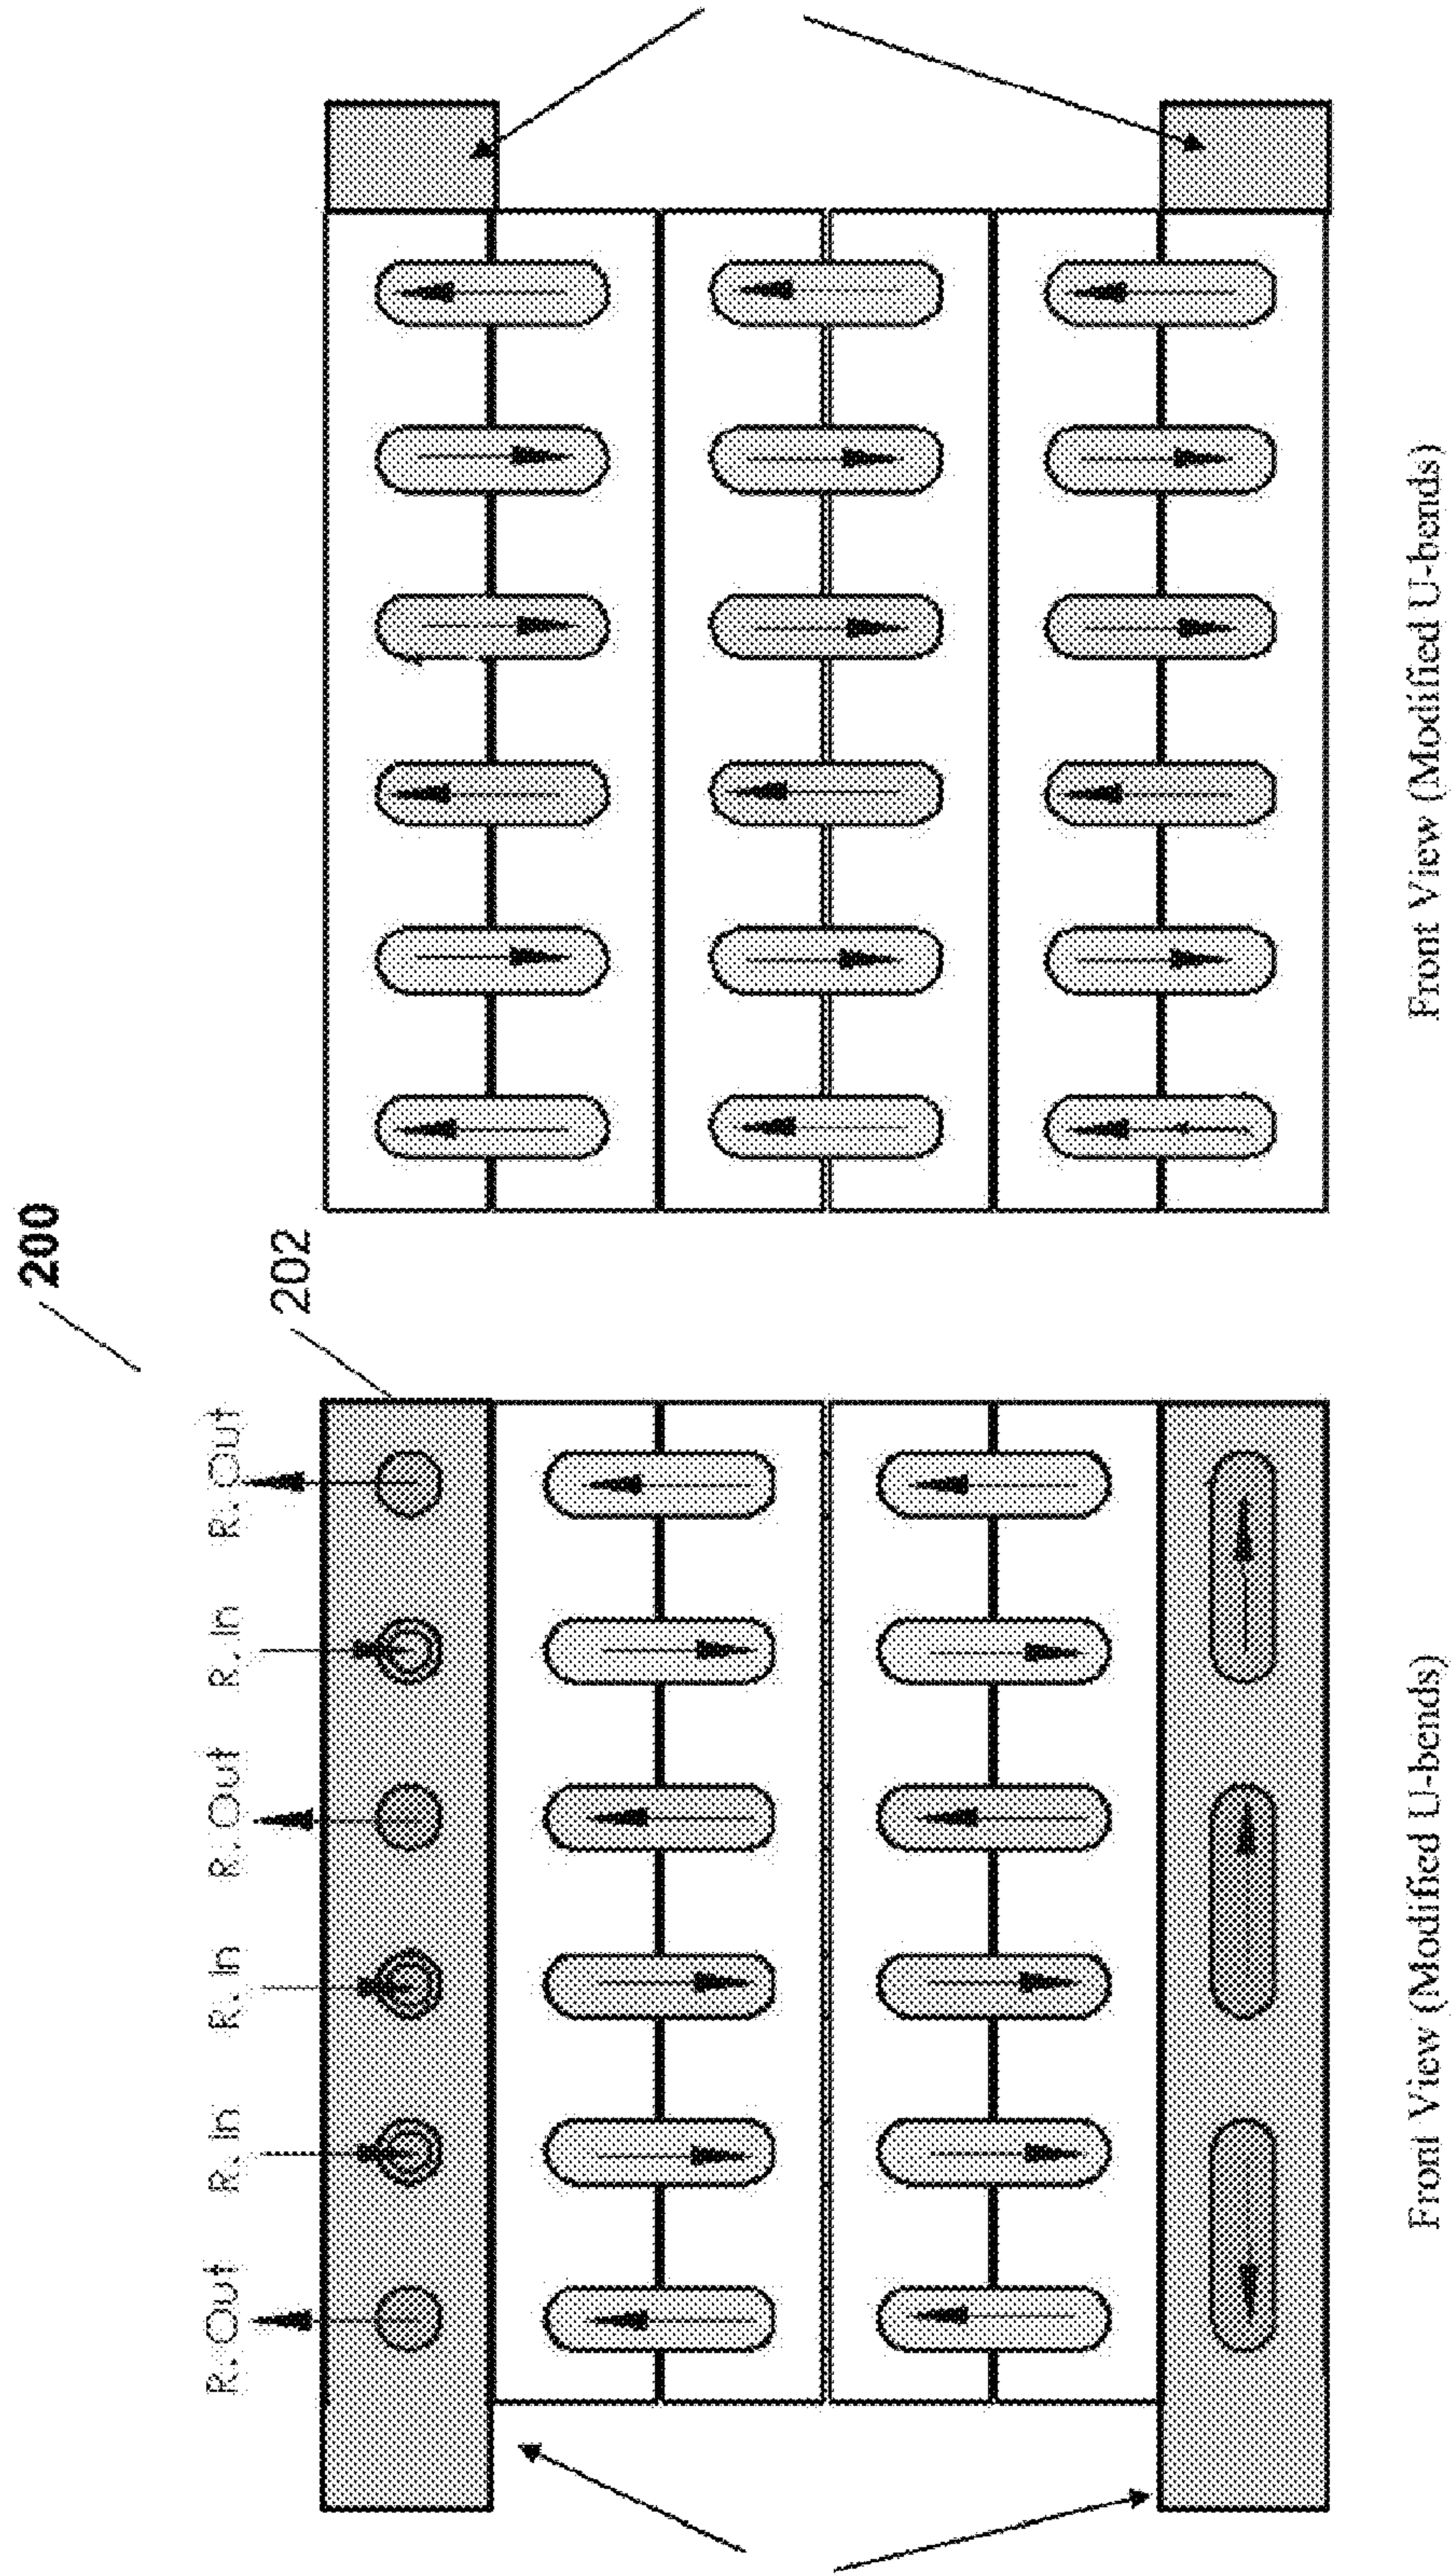 200
202
R.Out
R.In
R.In
R.Out
R.In
R.Out
Front View (Modified U-bends)
Front View (Modified U-bends)